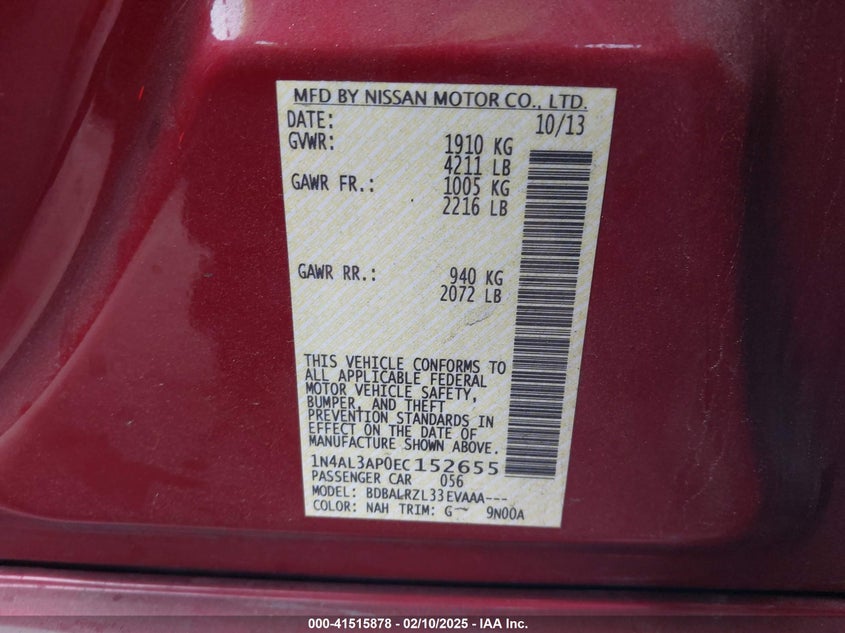 MFD BY NISSAN MOTOR CO., LTD.
DATE: 10/13
GVWR: 1910 KG
4211 LB
GAWR FR.: 1005 KG
2216 LB
GAWR RR.: 940 KG
2072 LB
THIS VEHICLE CONFORMS TO
ALL APPLICABLE FEDERAL
MOTOR VEHICLE SAFETY,
BUMPER, AND THEFT
PREVENTION STANDARDS IN
EFFECT ON THE DATE OF
MANUFACTURE SHOWN ABOVE.
1N4AL3AP0EC152655
PASSENGER CAR 056
MODEL: BDBALRZL33EVAAA---
COLOR: NAH TRIM: G 9N00A
000-41515878 - 02/10/2025 - IAA Inc.